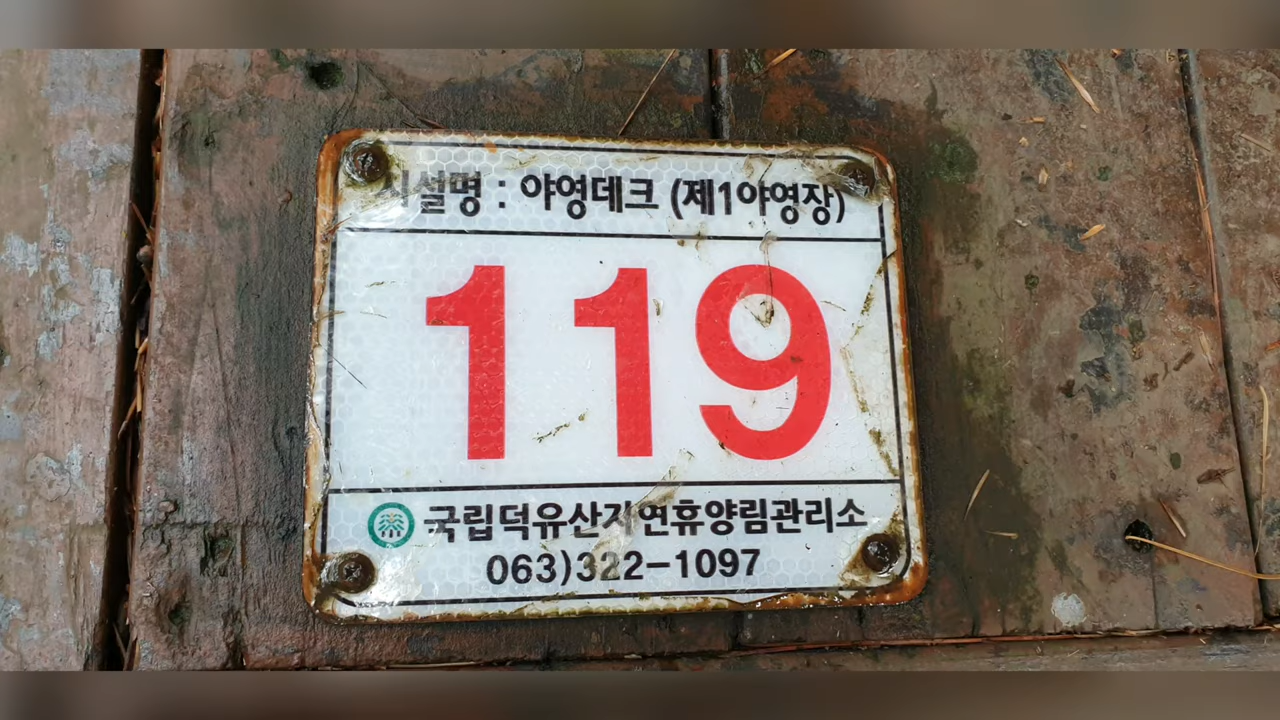 시설명 : 야영데크 (제1야영장)
119
국립덕유산자연휴양림관리소
063)322-1097